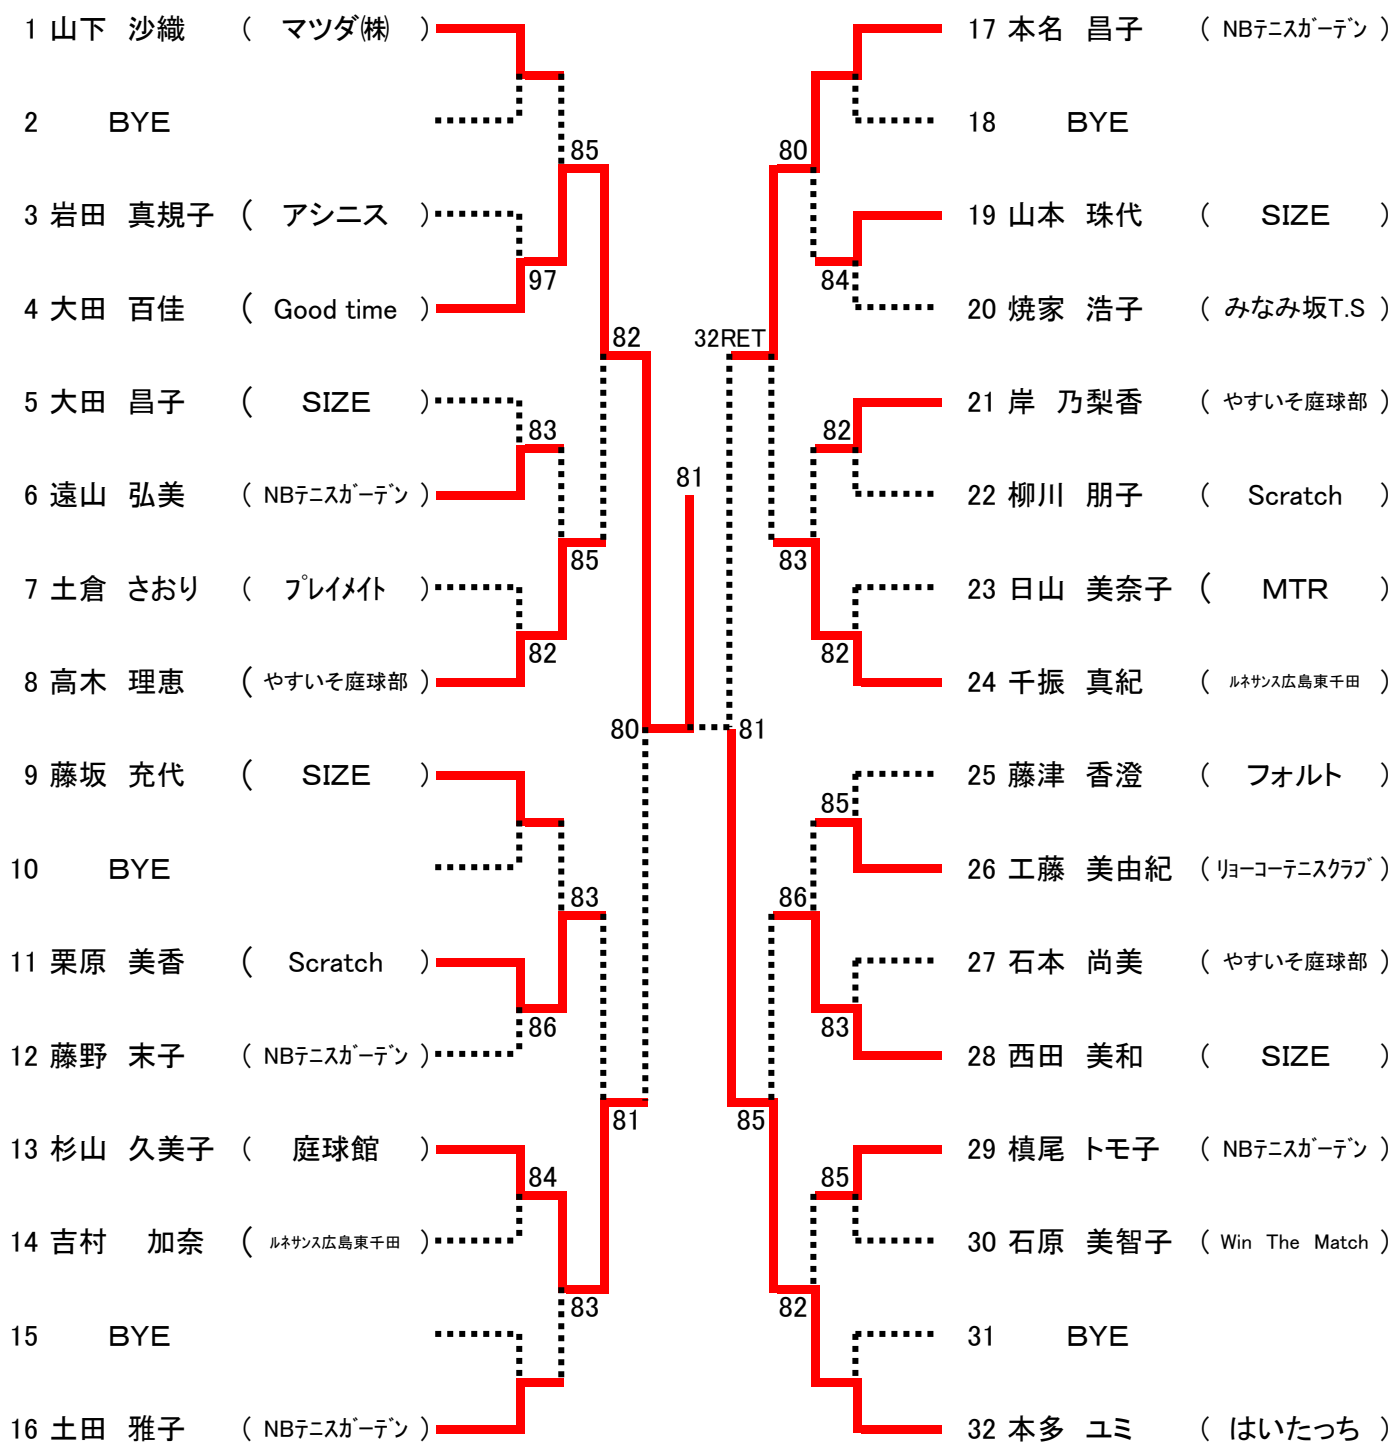 1 山下 沙織 ( マツダ㈱ )
2 BYE
85
3 岩田 真規子 ( アシニス )
97
4 大田 百佳 ( Good time )
82
5 大田 昌子 ( SIZE )
83
6 遠山 弘美 ( NBテニスガーデン )
85
7 土倉 さおり ( プレイメイト )
82
8 高木 理恵 ( やすいそ庭球部 )
80
9 藤坂 充代 ( SIZE )
10 BYE
83
11 栗原 美香 ( Scratch )
86
12 藤野 末子 ( NBテニスガーデン )
81
13 杉山 久美子 ( 庭球館 )
84
14 吉村 加奈 ( ルネサンス広島東千田 )
83
15 BYE
16 土田 雅子 ( NBテニスガーデン )
81
17 本名 昌子 ( NBテニスガーデン )
18 BYE
80
19 山本 珠代 ( SIZE )
84
20 焼家 浩子 ( みなみ坂T.S )
32RET
21 岸 乃梨香 ( やすいそ庭球部 )
82
22 柳川 朋子 ( Scratch )
83
23 日山 美奈子 ( MTR )
82
24 千振 真紀 ( ルネサンス広島東千田 )
81
25 藤津 香澄 ( フォルト )
85
26 工藤 美由紀 ( リョーコーテニスクラブ )
86
27 石本 尚美 ( やすいそ庭球部 )
83
28 西田 美和 ( SIZE )
85
29 槙尾 トモ子 ( NBテニスガーデン )
85
30 石原 美智子 ( Win The Match )
82
31 BYE
32 本多 ユミ ( はいたっち )